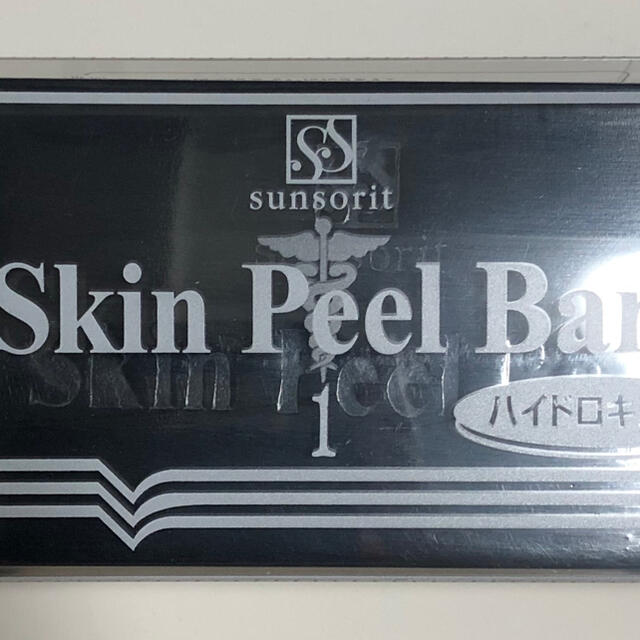 SS
sunsorit
Skin Peel Bar
1
ハイドロキ